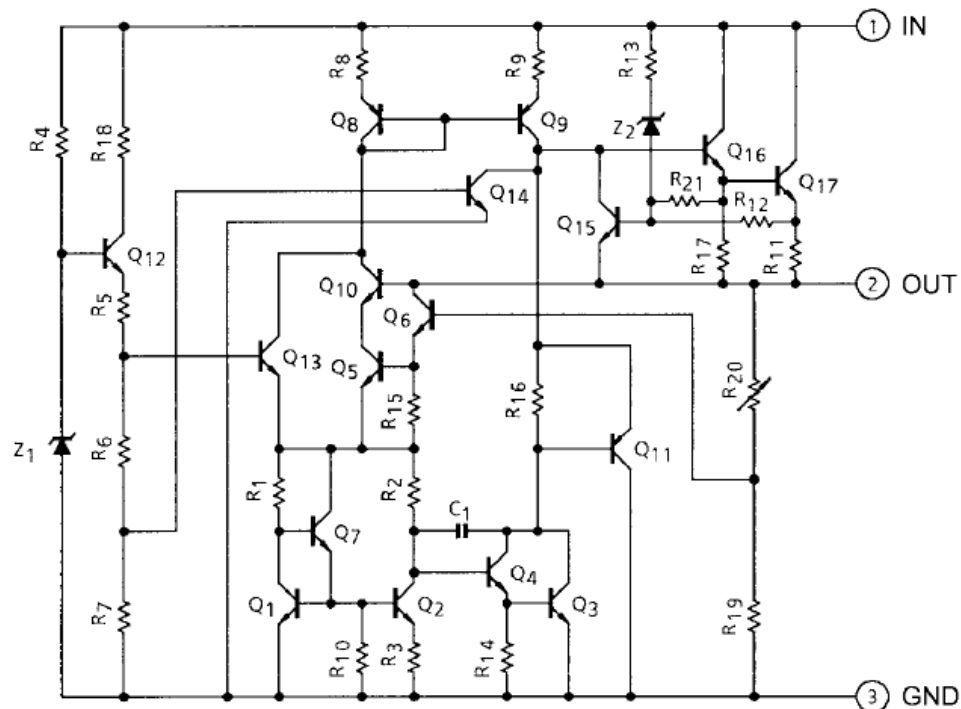 1 IN
R8
R9
R13
Q8
Q9
Z2
R4
R18
Q16
Q14
R21
Q17
R12
Q15
Q12
R17
R11
Q10
2 OUT
R5
Q6
Q13
Q5
R20
R15
R16
Z1
R6
Q11
R1
R2
C1
Q7
Q4
Q1
Q2
Q3
R7
R10
R3
R14
R19
3 GND